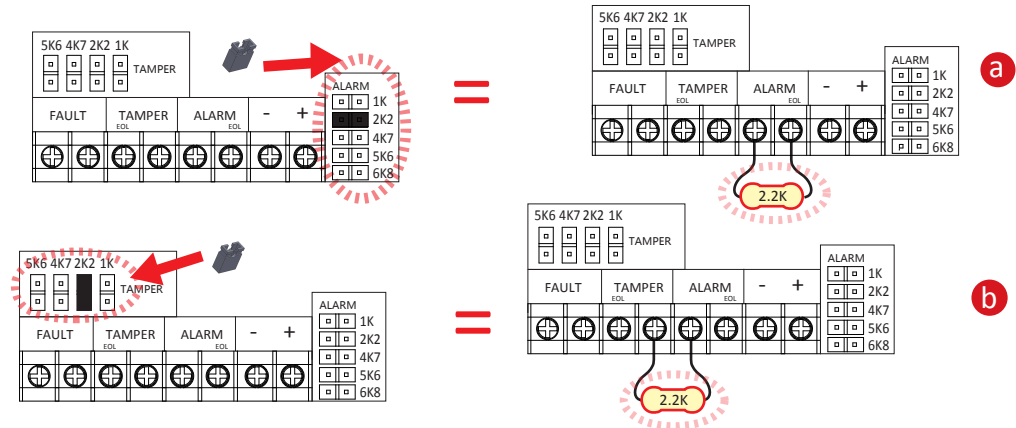 5K6 4K7 2K2 1K
TAMPER
FAULT TAMPER ALARM - +
EOL EOL
ALARM
1K
2K2
4K7
5K6
6K8
=
5K6 4K7 2K2 1K
TAMPER
FAULT TAMPER ALARM - +
EOL EOL
ALARM
1K
2K2
4K7
5K6
6K8
2.2K
a
5K6 4K7 2K2 1K
TAMPER
FAULT TAMPER ALARM - +
EOL EOL
ALARM
1K
2K2
4K7
5K6
6K8
=
5K6 4K7 2K2 1K
TAMPER
FAULT TAMPER ALARM - +
EOL EOL
ALARM
1K
2K2
4K7
5K6
6K8
2.2K
b